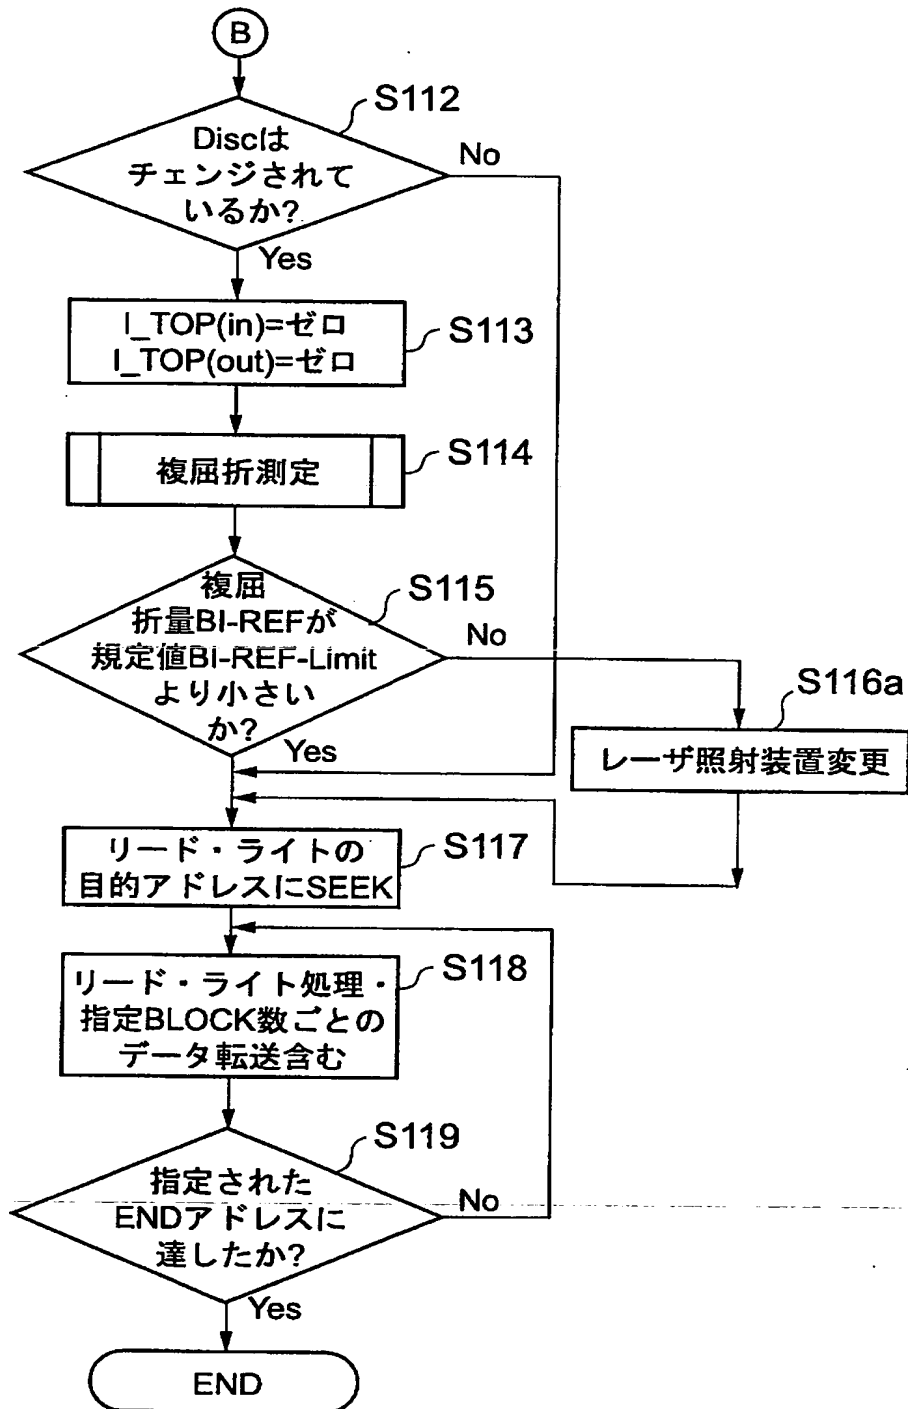 B
S112
Discは
チェンジされて
いるか?
No
Yes
I_TOP(in)=ゼロ
I_TOP(out)=ゼロ
S113
複屈折測定
S114
複屈
折量BI-REFが
規定値BI-REF-Limit
より小さい
か?
S115
No
Yes
S116a
レーザ照射装置変更
リード・ライトの
目的アドレスにSEEK
S117
リード・ライト処理・
指定BLOCK数ごとの
データ転送含む
S118
S119
指定された
ENDアドレスに
達したか?
No
Yes
END